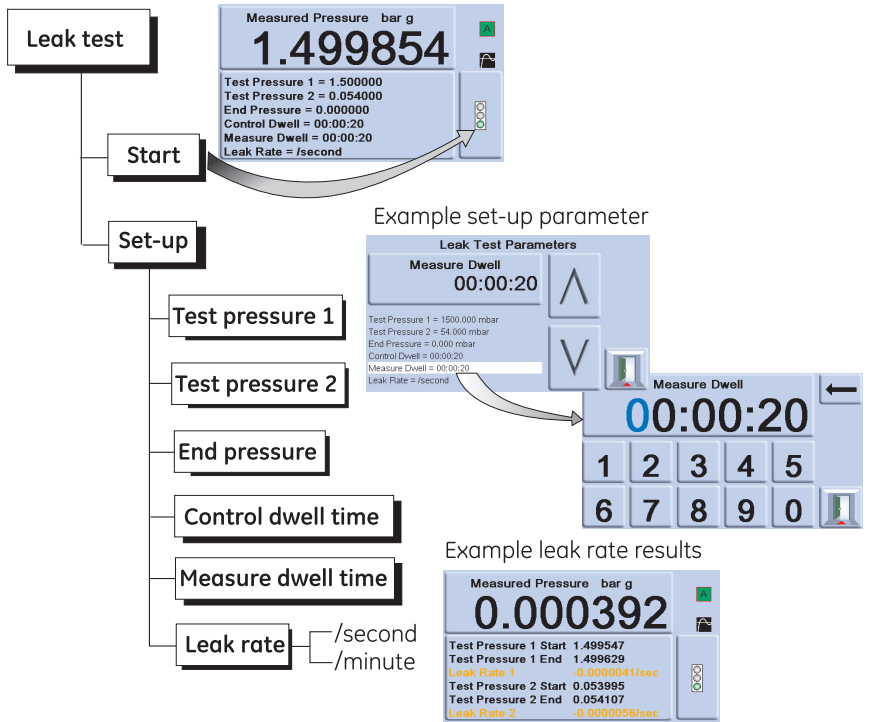 Leak test
Measured Pressure bar g
1.499854
A
Test Pressure 1 = 1.500000
Test Pressure 2 = 0.054000
End Pressure = 0.000000
Control Dwell = 00:00:20
Measure Dwell = 00:00:20
Leak Rate = /second
Start
Set-up
Example set-up parameter
Leak Test Parameters
Measure Dwell
00:00:20
Test Pressure 1 = 1500.000 mbar
Test Pressure 2 = 54.000 mbar
End Pressure = 0.000 mbar
Control Dwell = 00:00:20
Measure Dwell = 00:00:20
Leak Rate = /second
Measure Dwell
00:00:20
1 2 3 4 5
6 7 8 9 0
Test pressure 1
Test pressure 2
End pressure
Control dwell time
Measure dwell time
Leak rate
/second
/minute
Example leak rate results
Measured Pressure bar g
0.000392
A
Test Pressure 1 Start 1.499547
Test Pressure 1 End 1.499629
Leak Rate 1 -0.0000041/sec
Test Pressure 2 Start 0.053995
Test Pressure 2 End 0.054107
Leak Rate 2 -0.0000056/sec